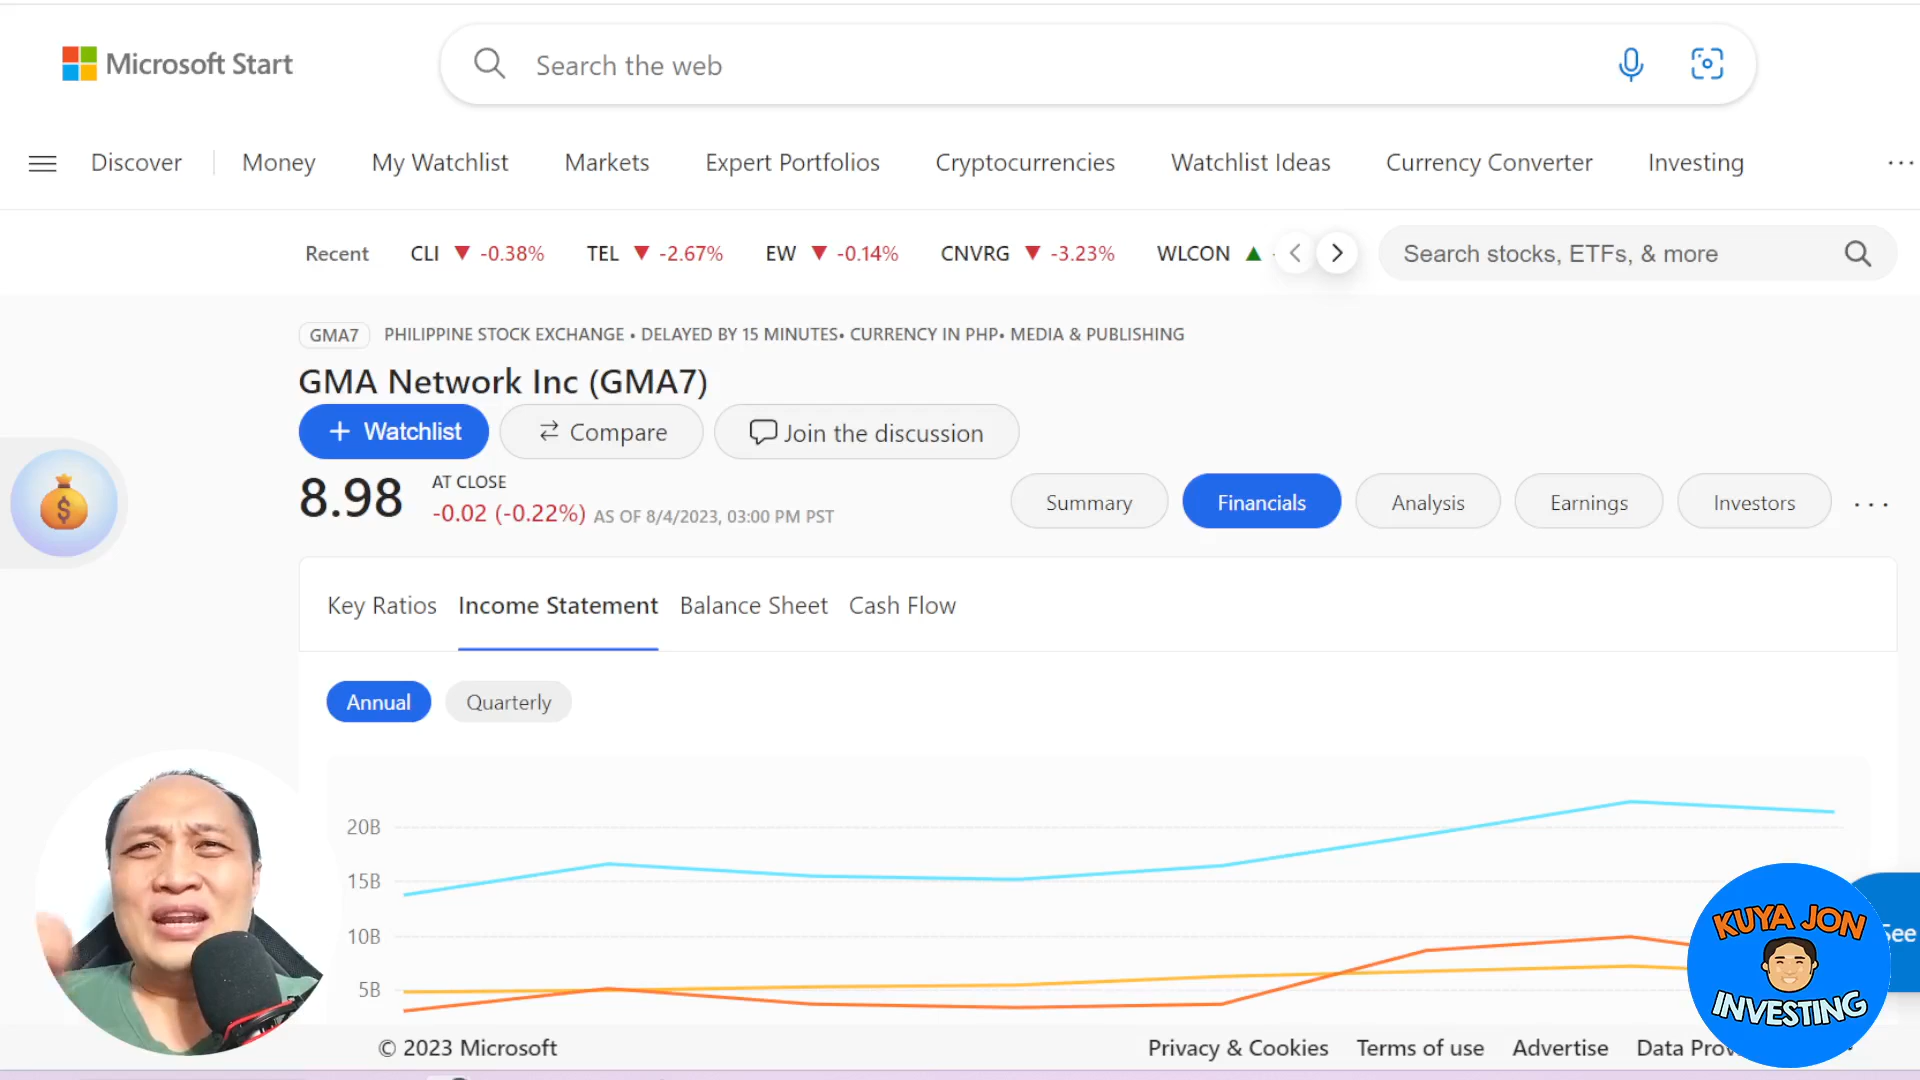 Microsoft Start
Search the web
Discover Money My Watchlist Markets Expert Portfolios Cryptocurrencies Watchlist Ideas Currency Converter Investing ...
Recent CLI ▼ -0.38% TEL ▼ -2.67% EW ▼ -0.14% CNVRG ▼ -3.23% WLCON ▲ Search stocks, ETFs, & more
GMA7 PHILIPPINE STOCK EXCHANGE • DELAYED BY 15 MINUTES• CURRENCY IN PHP• MEDIA & PUBLISHING
GMA Network Inc (GMA7)
+ Watchlist Compare Join the discussion
8.98 AT CLOSE
-0.02 (-0.22%) AS OF 8/4/2023, 03:00 PM PST
Summary Financials Analysis Earnings Investors ...
Key Ratios Income Statement Balance Sheet Cash Flow
Annual Quarterly
20B
15B
10B
5B
KUYA JON
INVESTING
See
© 2023 Microsoft Privacy & Cookies Terms of use Advertise Data